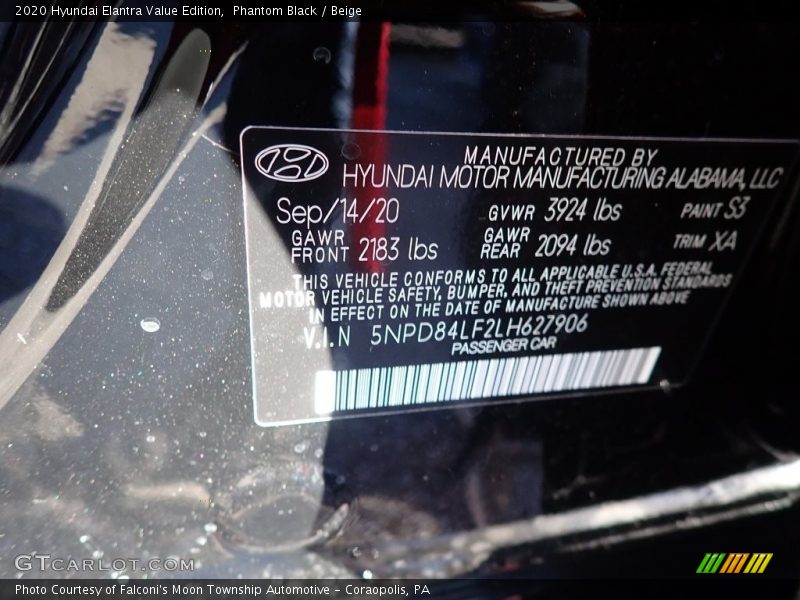 2020 Hyundai Elantra Value Edition, Phantom Black / Beige
MANUFACTURED BY
HYUNDAI MOTOR MANUFACTURING ALABAMA, LLC
Sep/14/20 GVWR 3924 lbs PAINT S3
GAWR FRONT 2183 lbs GAWR REAR 2094 lbs TRIM XA
THIS VEHICLE CONFORMS TO ALL APPLICABLE U.S.A. FEDERAL
MOTOR VEHICLE SAFETY, BUMPER, AND THEFT PREVENTION STANDARDS
IN EFFECT ON THE DATE OF MANUFACTURE SHOWN ABOVE
V.I.N 5NPD84LF2LH627906
PASSENGER CAR
GTCARLOT.COM
Photo Courtesy of Falconi's Moon Township Automotive - Coraopolis, PA